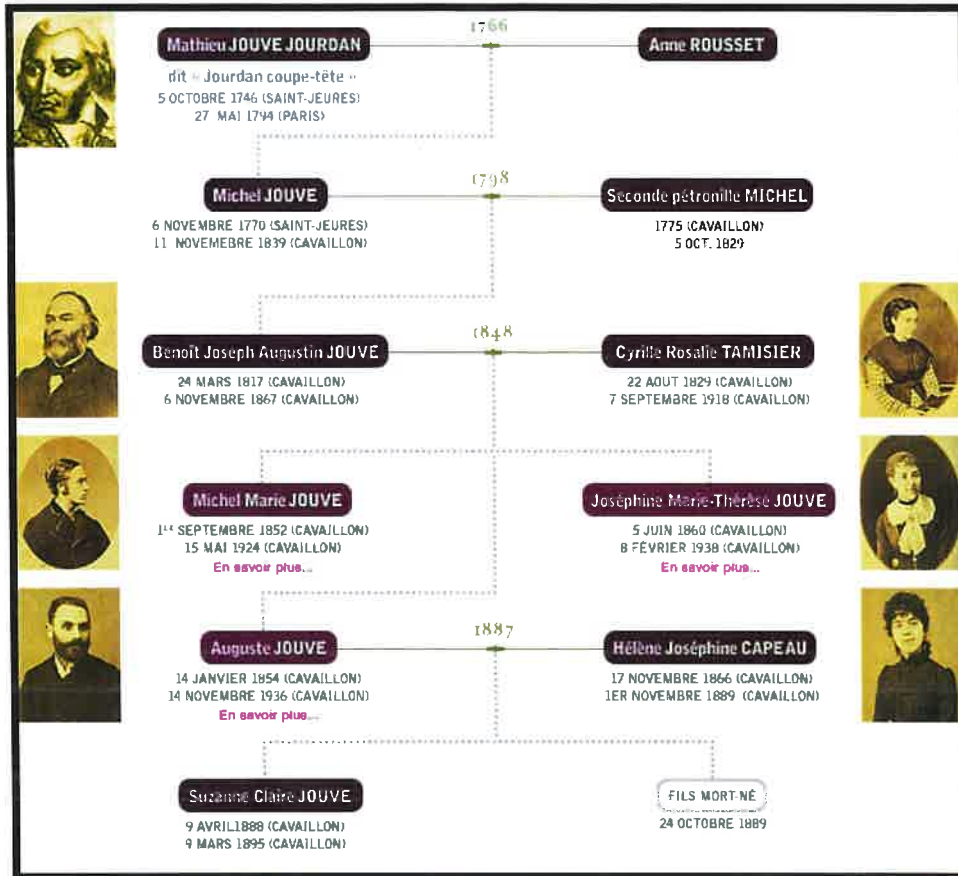 1766
Mathieu JOUVE JOURDAN
Anne ROUSSET
dit « Jourdan coupe-tête »
5 OCTOBRE 1746 (SAINT-JEURES)
27 MAI 1794 (PARIS)
1798
Michel JOUVE
Seconde pétronille MICHEL
6 NOVEMBRE 1770 (SAINT-JEURES)
11 NOVEMEBRE 1839 (CAVAILLON)
1775 (CAVAILLON)
5 OCT. 1829
1848
Benoît Joseph Augustin JOUVE
Cyrille Rosalie TAMISIER
24 MARS 1817 (CAVAILLON)
6 NOVEMBRE 1867 (CAVAILLON)
22 AOUT 1829 (CAVAILLON)
7 SEPTEMBRE 1918 (CAVAILLON)
Michel Marie JOUVE
Joséphine Marie-Thérèse JOUVE
1ER SEPTEMBRE 1852 (CAVAILLON)
15 MAI 1924 (CAVAILLON)
En savoir plus...
5 JUIN 1860 (CAVAILLON)
8 FÉVRIER 1938 (CAVAILLON)
En savoir plus...
1887
Auguste JOUVE
Hélène Joséphine CAPEAU
14 JANVIER 1854 (CAVAILLON)
14 NOVEMBRE 1936 (CAVAILLON)
En savoir plus...
17 NOVEMBRE 1866 (CAVAILLON)
1ER NOVEMBRE 1889 (CAVAILLON)
Suzanne Claire JOUVE
FILS MORT-NÉ
9 AVRIL1888 (CAVAILLON)
9 MARS 1895 (CAVAILLON)
24 OCTOBRE 1889